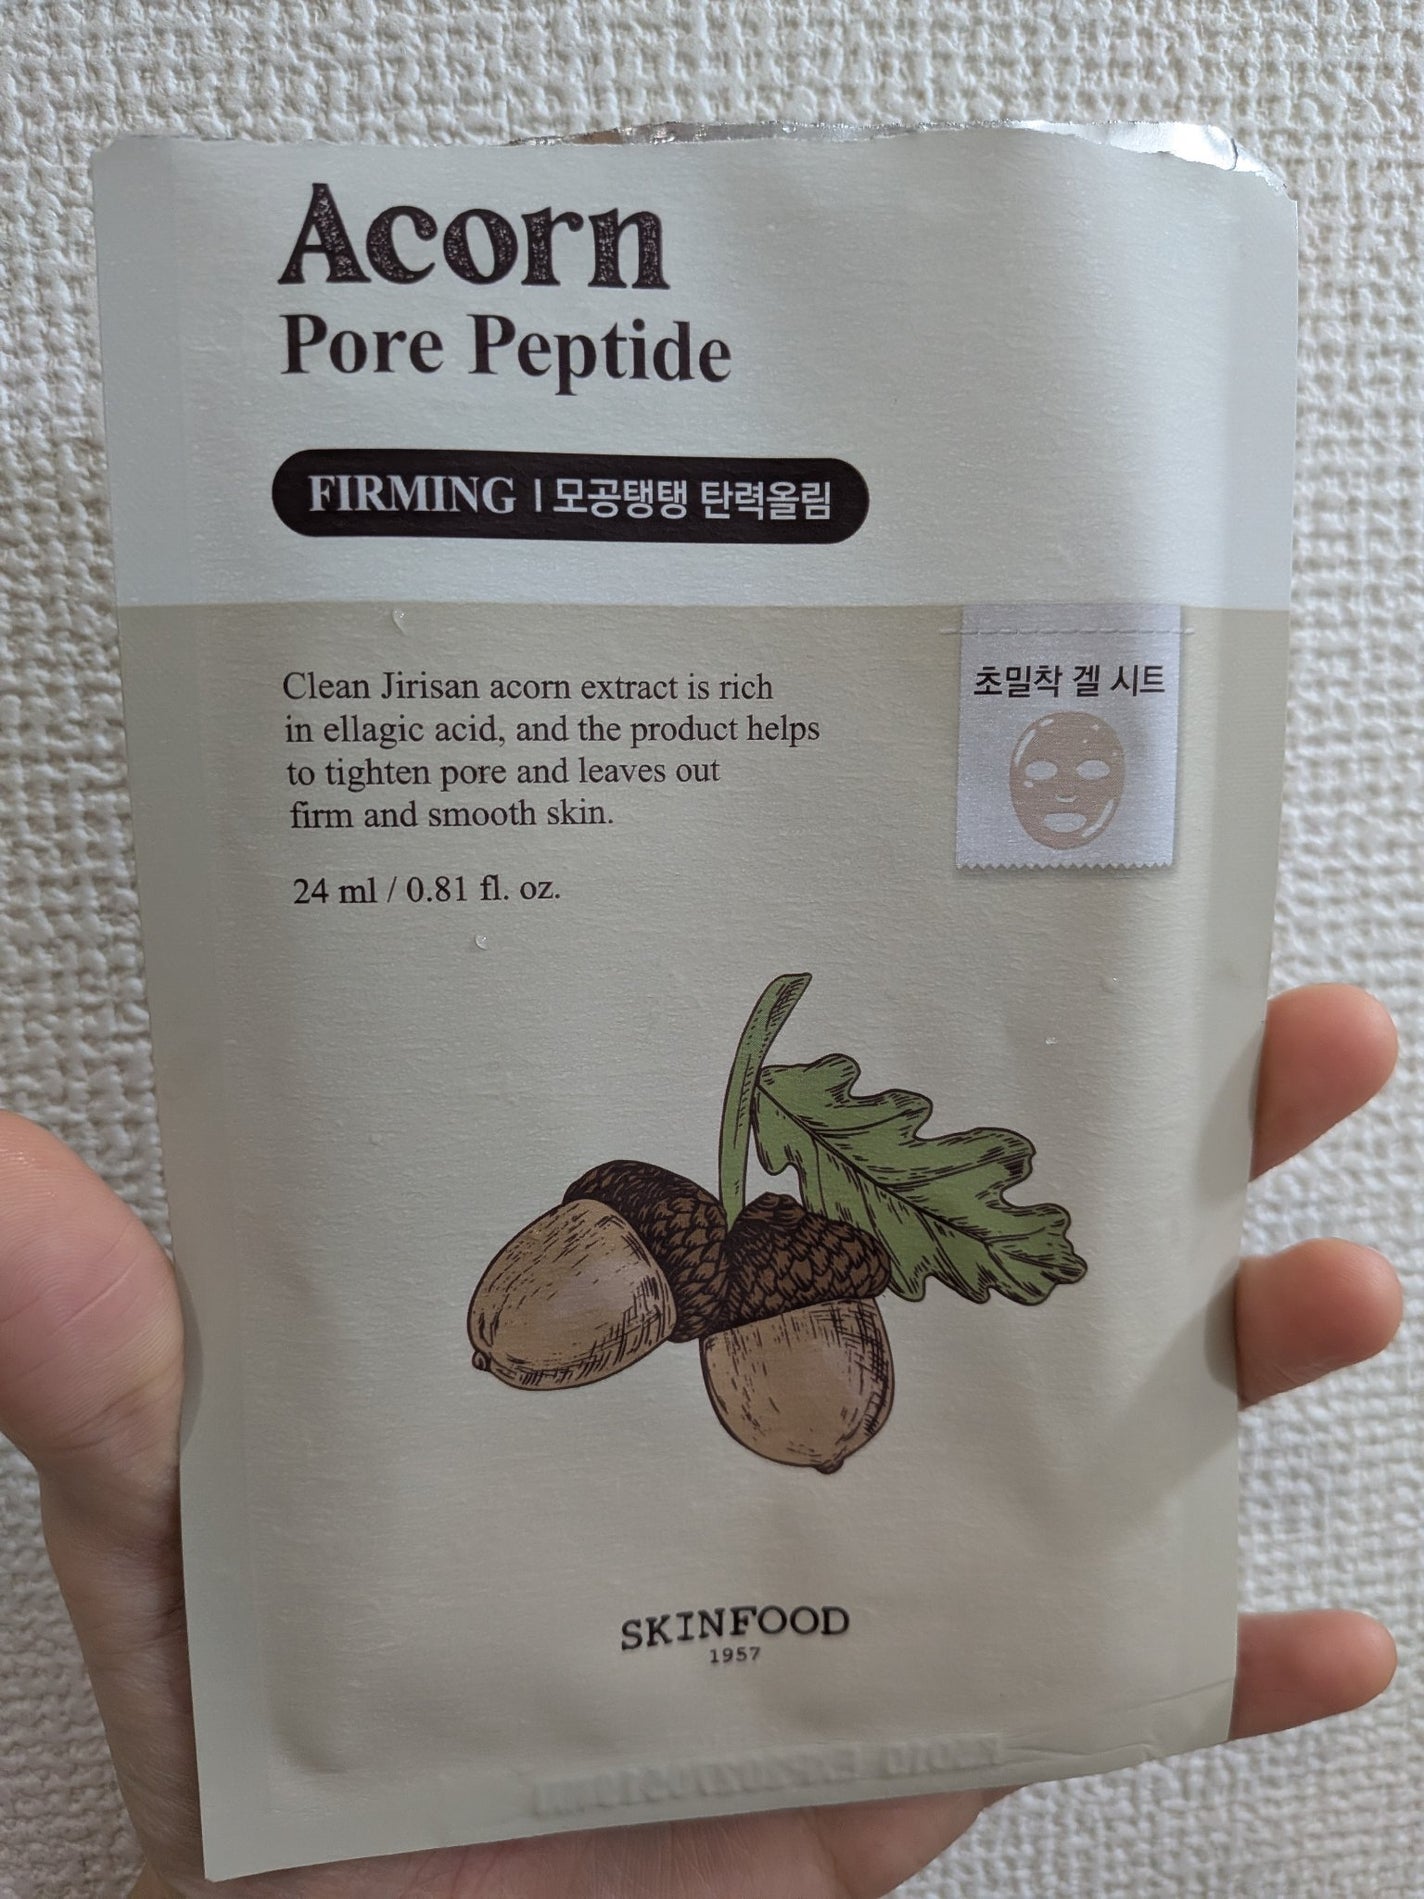 Acorn
Pore Peptide
FIRMING | 모공탱탱 탄력올림
Clean Jirisan acorn extract is rich
in ellagic acid, and the product helps
to tighten pore and leaves out
firm and smooth skin.
24 ml / 0.81 fl. oz.
초밀착 겔 시트
SKINFOOD
1957